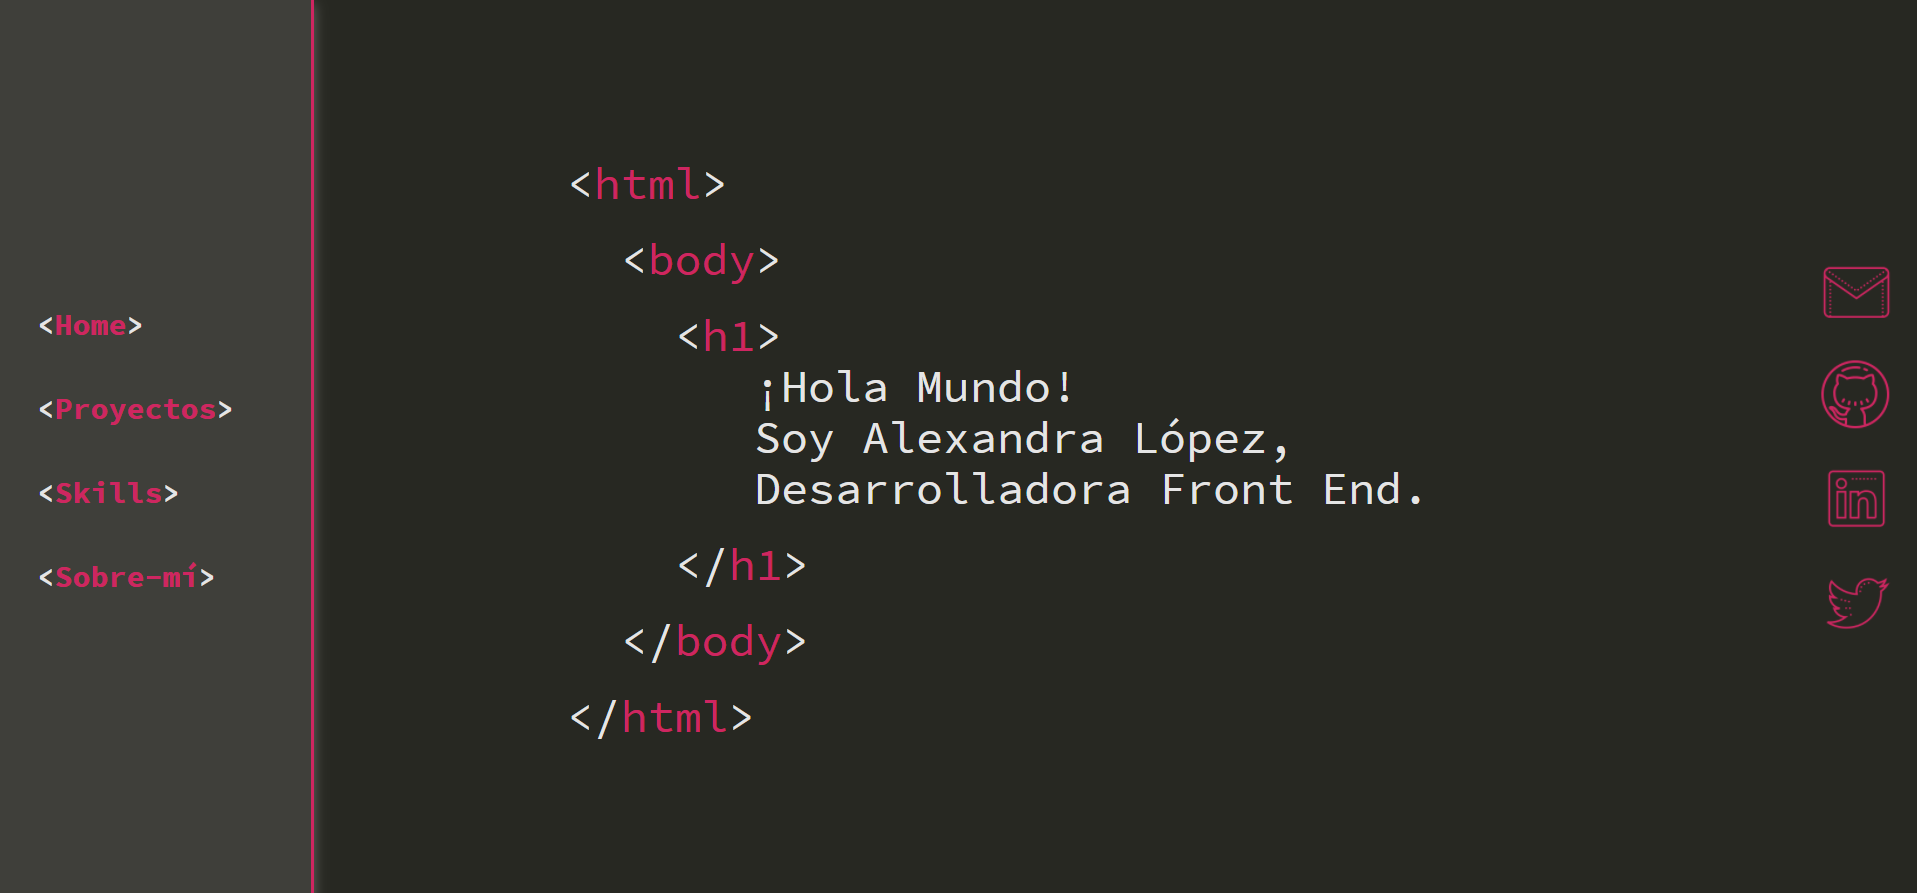 <Home>
<Proyectos>
<Skills>
<Sobre-mí>
<html>
<body>
<h1>
¡Hola Mundo!
Soy Alexandra López,
Desarrolladora Front End.
</h1>
</body>
</html>
in